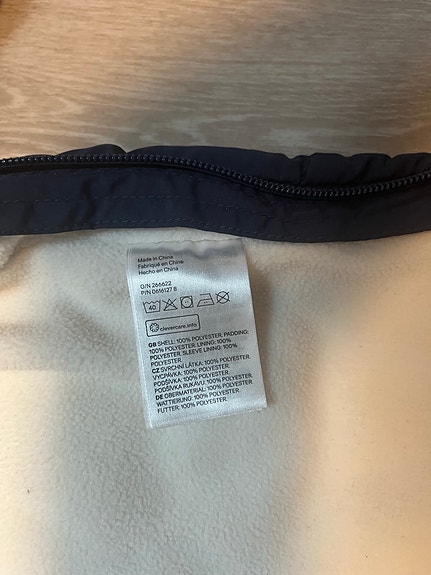 Made in China
Fabriqué en Chine
Hecho en China
O/N 266622
P/N 0616127 8
40
clevercare.info
GB SHELL: 100% POLYESTER. PADDING:
100% POLYESTER. LINING: 100%
POLYESTER. SLEEVE LINING: 100%
POLYESTER.
CZ SVRCHNÍ LÁTKA: 100% POLYESTER.
VYCPÁVKA: 100% POLYESTER.
PODŠÍVKA: 100% POLYESTER.
PODŠÍVKA RUKÁVU: 100% POLYESTER.
DE OBERMATERIAL: 100% POLYESTER.
WATTIERUNG: 100% POLYESTER.
FUTTER: 100% POLYESTER.